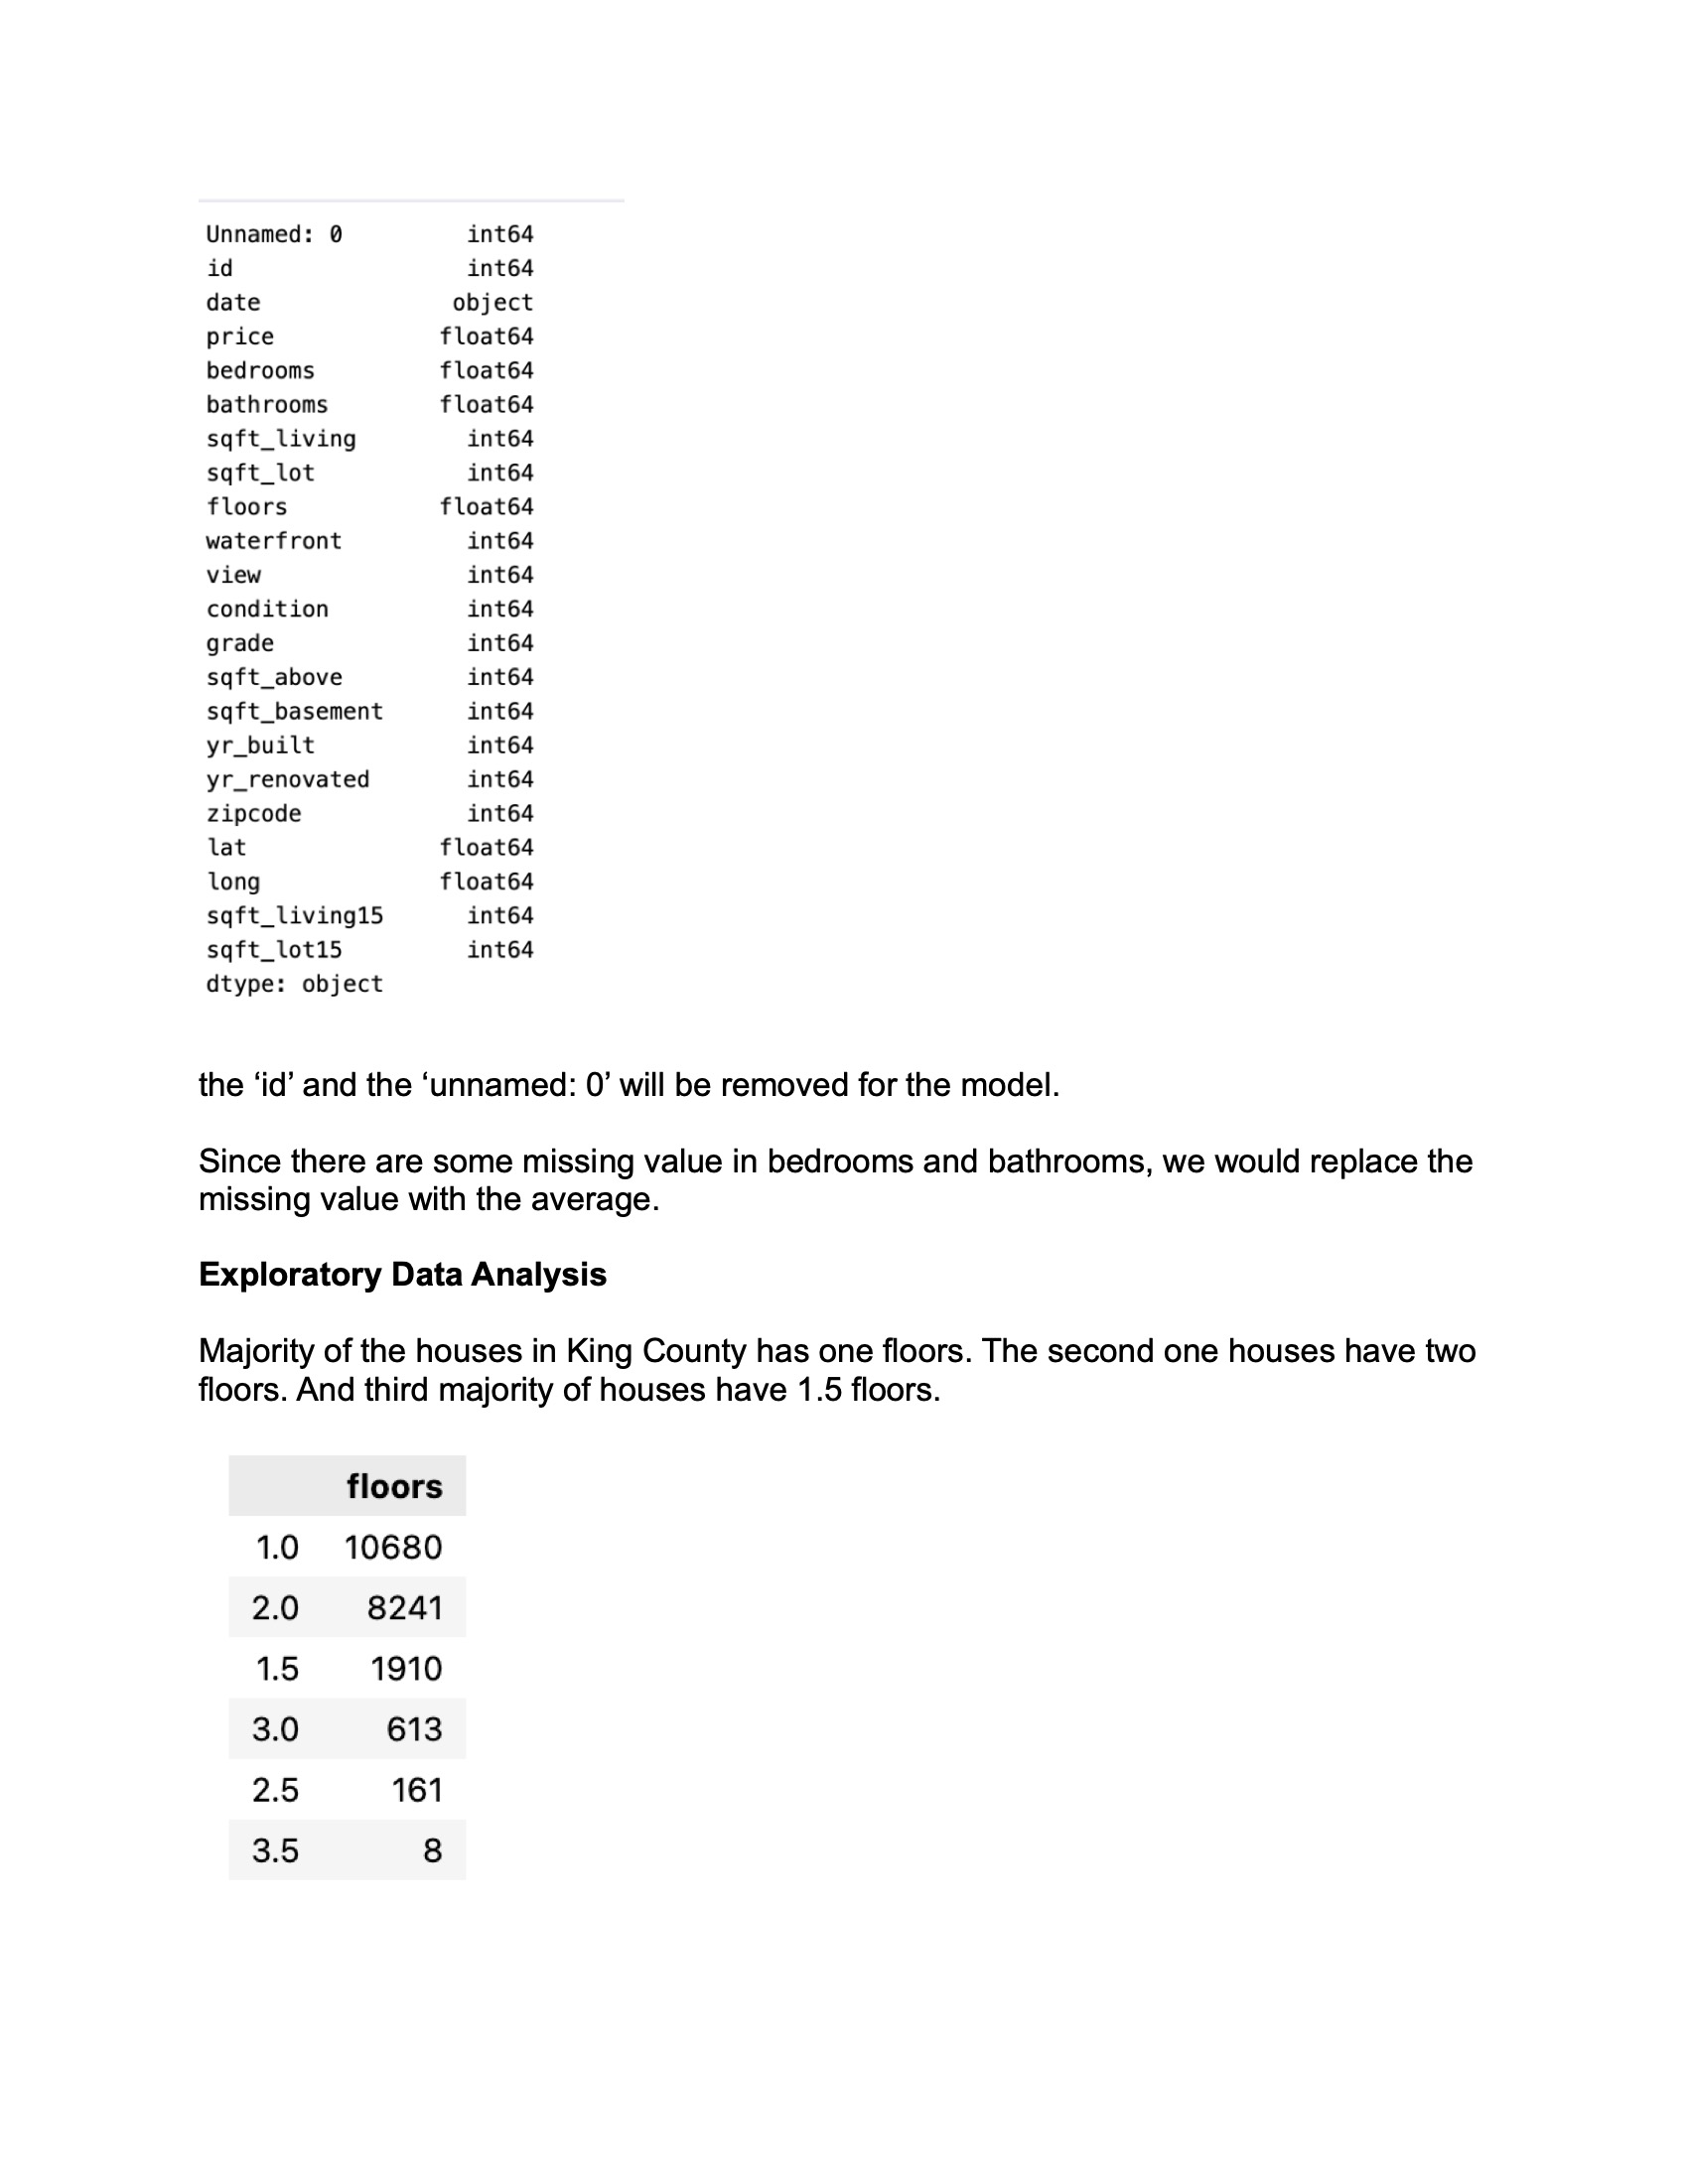 Unnamed: 0 int64
id int64
date object
price float64
bedrooms float64
bathrooms float64
sqft_living int64
sqft_lot int64
floors float64
waterfront int64
view int64
condition int64
grade int64
sqft_above int64
sqft_basement int64
yr_built int64
yr_renovated int64
zipcode int64
lat float64
long float64
sqft_living15 int64
sqft_lot15 int64
dtype: object
the ‘id’ and the ‘unnamed: 0’ will be removed for the model.
Since there are some missing value in bedrooms and bathrooms, we would replace the
missing value with the average.
Exploratory Data Analysis
Majority of the houses in King County has one floors. The second one houses have two
floors. And third majority of houses have 1.5 floors.
floors
1.0 10680
2.0 8241
1.5 1910
3.0 613
2.5 161
3.5 8